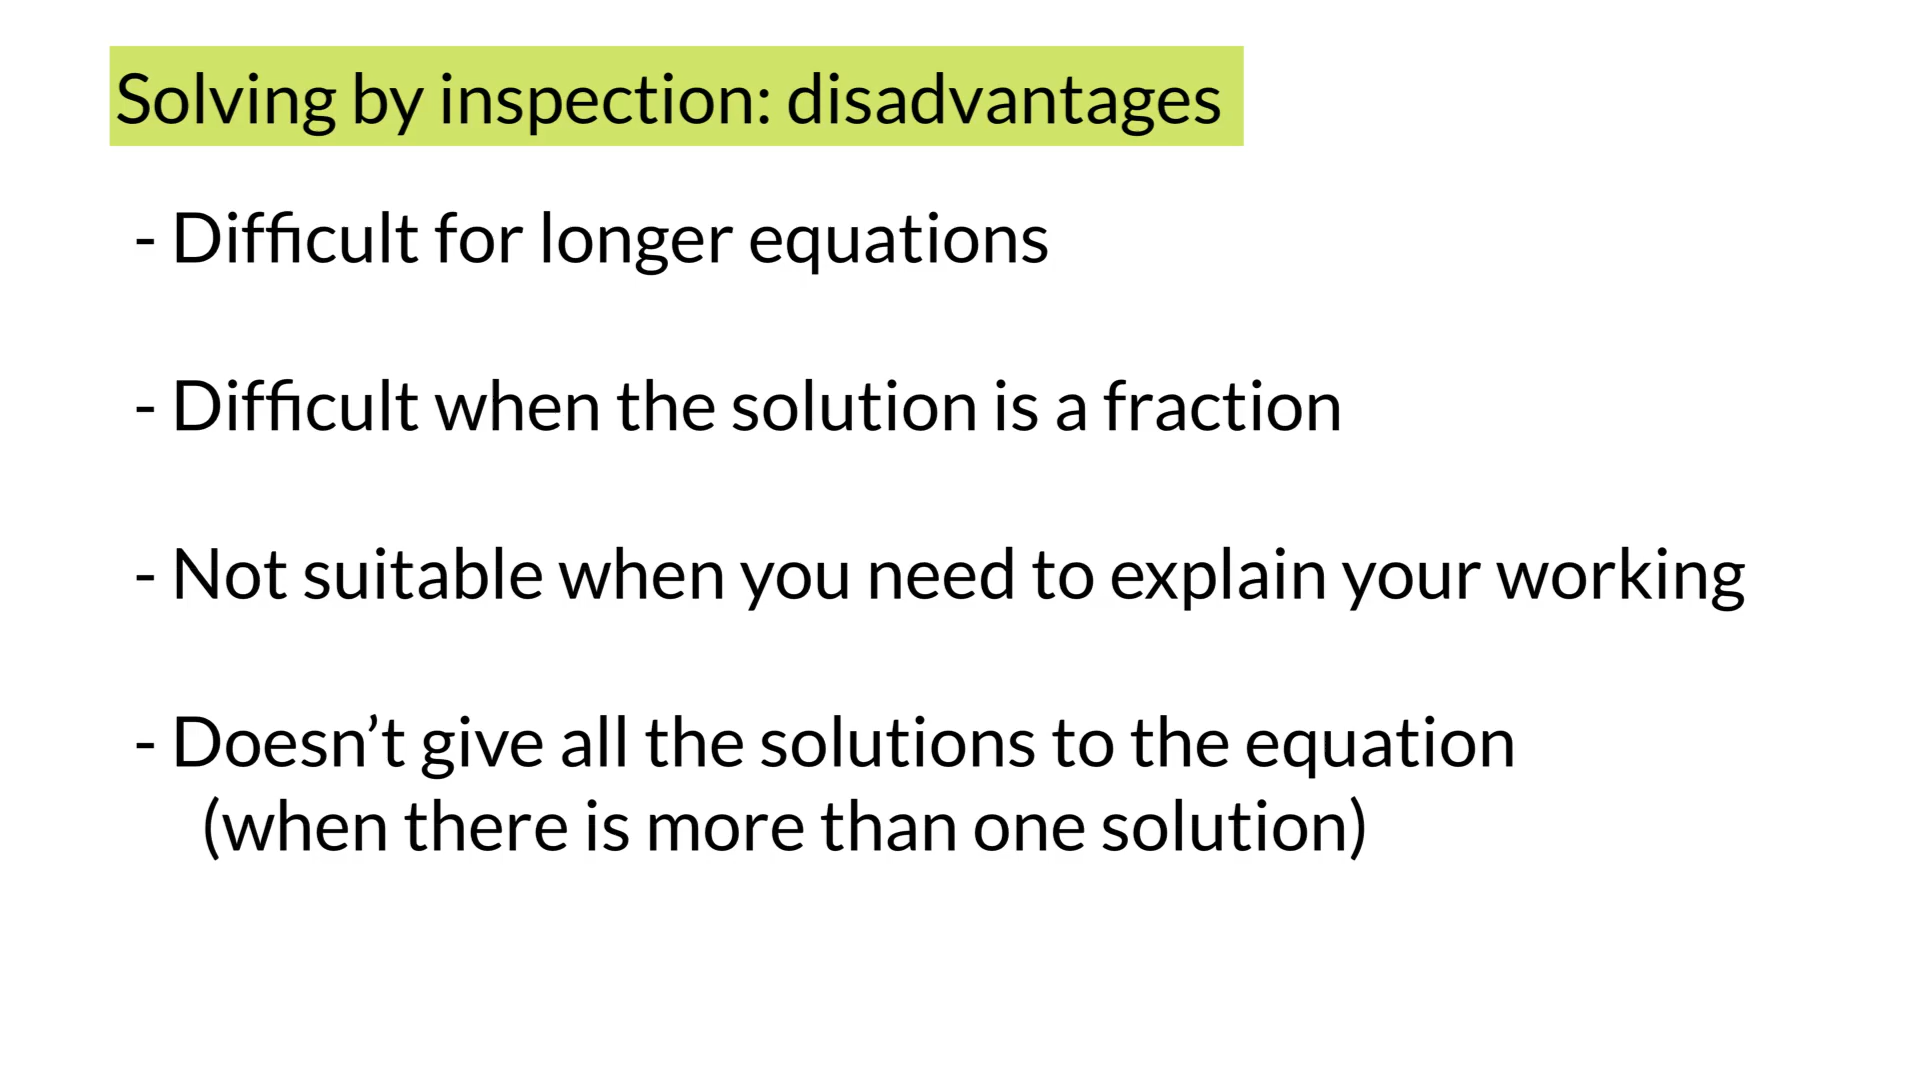 Solving by inspection: disadvantages
- Difficult for longer equations
- Difficult when the solution is a fraction
- Not suitable when you need to explain your working
- Doesn’t give all the solutions to the equation
(when there is more than one solution)